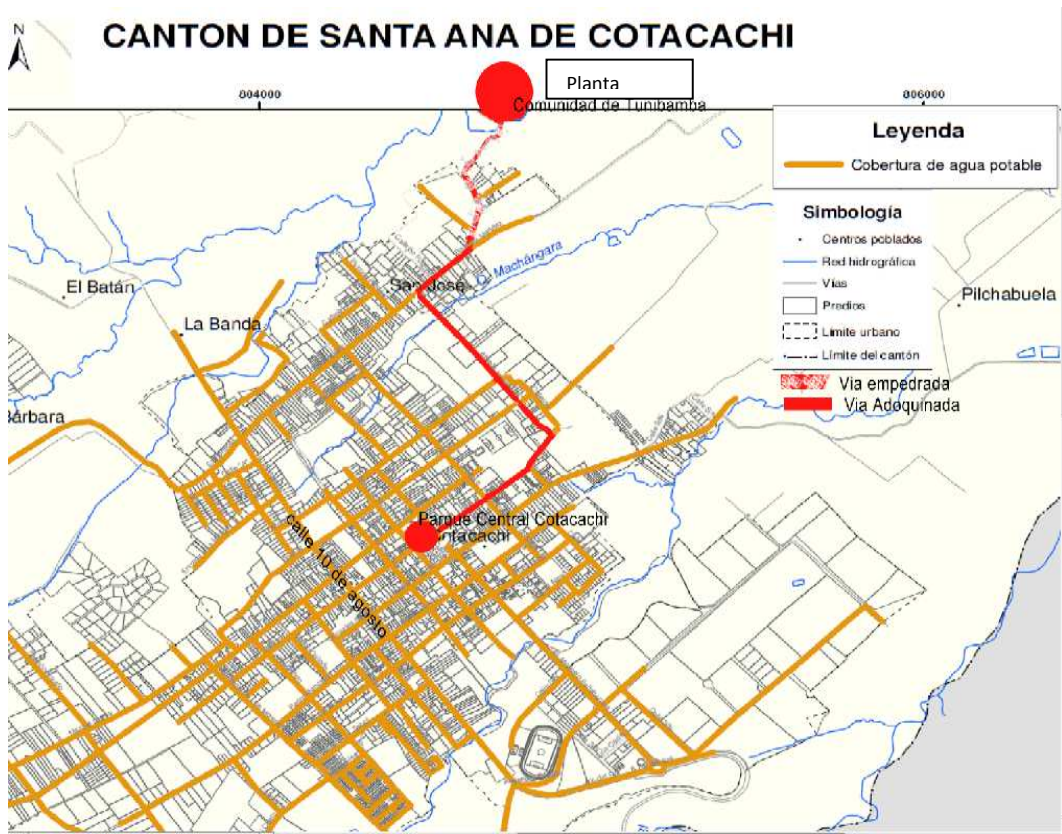 N
CANTON DE SANTA ANA DE COTACACHI
Planta
804000
Comunidad de Tunibamba
806000
Leyenda
Cobertura de agua potable
Simbología
Centros poblados
Red hidrográfica
Vías
Predios
Límite urbano
Límite del cantón
Via empedrada
Via Adoquinada
Q. Machángara
San José
El Batán
La Banda
Pilchabuela
Bárbara
Parque Central Cotacachi
Cotacachi
calle 10 de agosto